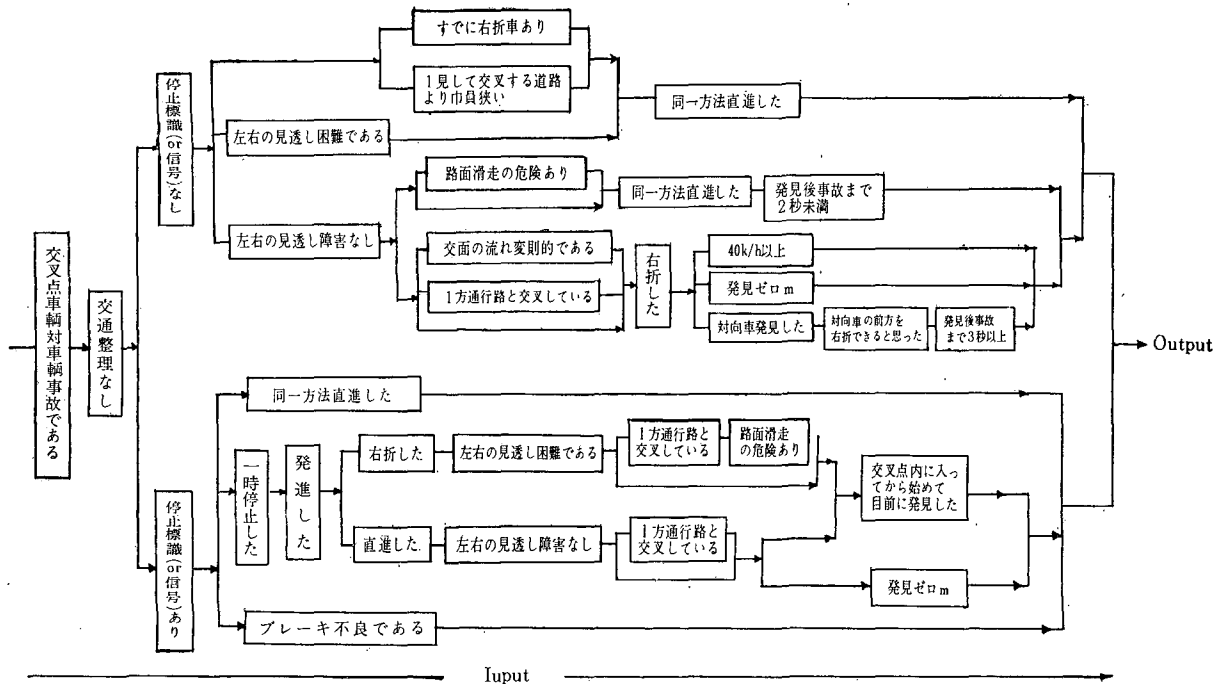 交叉点車輌対車輌事故である
交通整理なし
停止標識(or信号)なし
すでに右折車あり
1見して交叉する道路
より巾員狭い
左右の見透し困難である
同一方法直進した
左右の見透し障害なし
路面滑走の危険あり
同一方法直進した
発見後事故まで
2秒未満
交面の流れ変則的である
1方通行路と交叉している
右折した
40k/h以上
発見ゼロm
対向車発見した
対向車の前方を
右折できると思った
発見後事故
まで3秒以上
Output
停止標識(or信号)あり
同一方法直進した
一時停止した
発進した
右折した
左右の見透し困難である
1方通行路と
交叉している
路面滑走
の危険あり
直進した.
左右の見透し障害なし
1方通行路と
交叉している
交叉点内に入っ
てから始めて
目前に発見した
発見ゼロm
ブレーキ不良である
Iuput